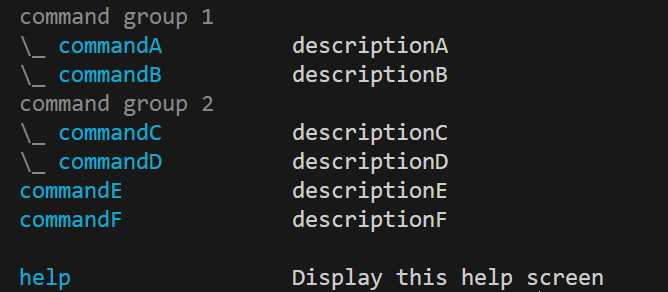 command group 1
\_ commandA descriptionA
\_ commandB descriptionB
command group 2
\_ commandC descriptionC
\_ commandD descriptionD
commandE descriptionE
commandF descriptionF
help Display this help screen